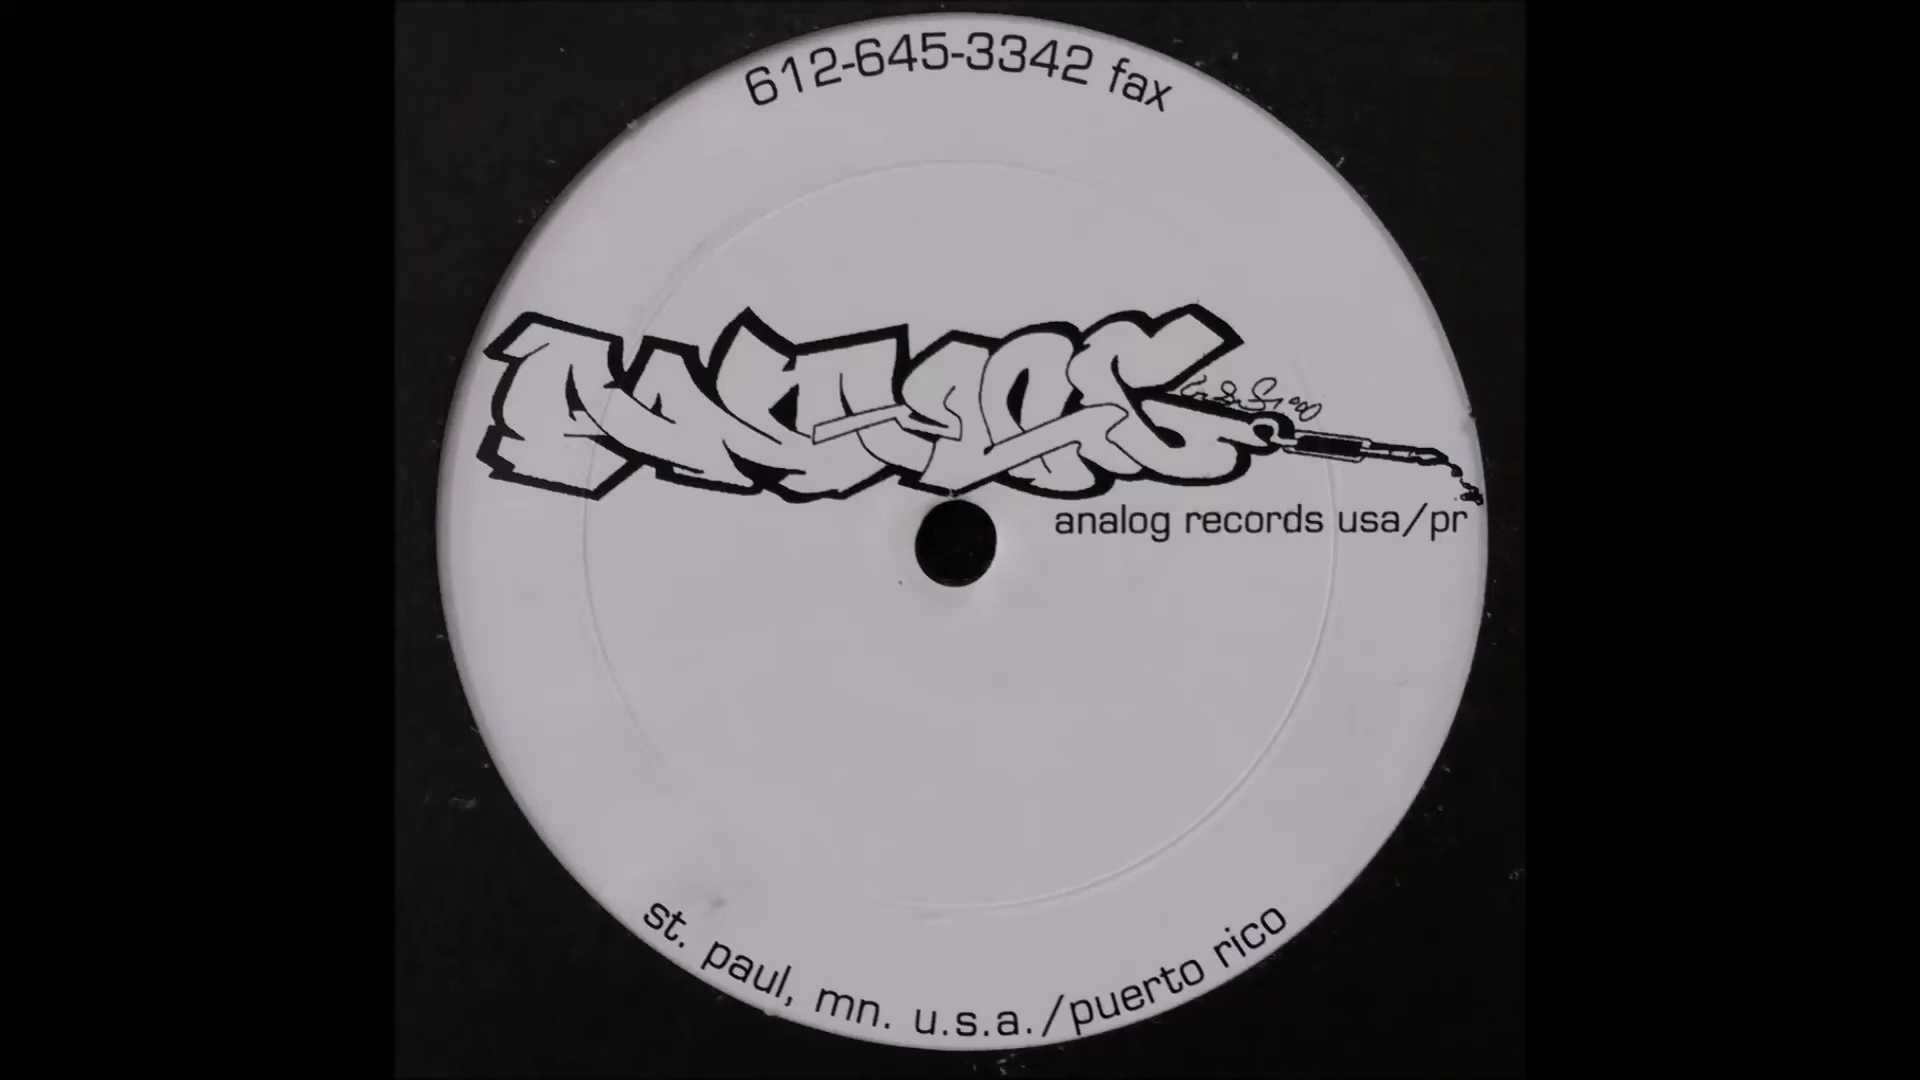 612-645-3342 fax
analog records usa/pr
st. paul, mn. u.s.a./puerto rico